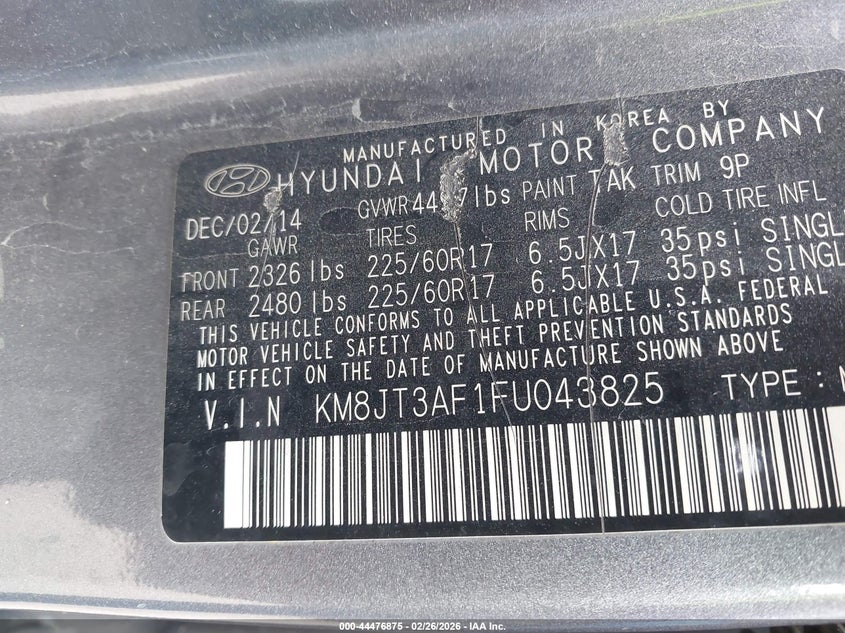 MANUFACTURED IN KOREA BY
HYUNDAI MOTOR COMPANY
DEC/02/14 lbs PAINT TAK TRIM 9P
GAWR TIRES RIMS COLD TIRE INFL
FRONT 2326 lbs 225/60R17 6.5JX17 35psi SINGL
REAR 2480 lbs 225/60R17 6.5JX17 35psi SINGL
THIS VEHICLE CONFORMS TO ALL APPLICABLE U.S.A. FEDERAL
MOTOR VEHICLE SAFETY AND THEFT PREVENTION STANDARDS
IN EFFECT ON THE DATE OF MANUFACTURE SHOWN ABOVE
V.I.N KM8JT3AF1FU043825 TYPE :
000-44476875 - 02/26/2026 - IAA Inc.